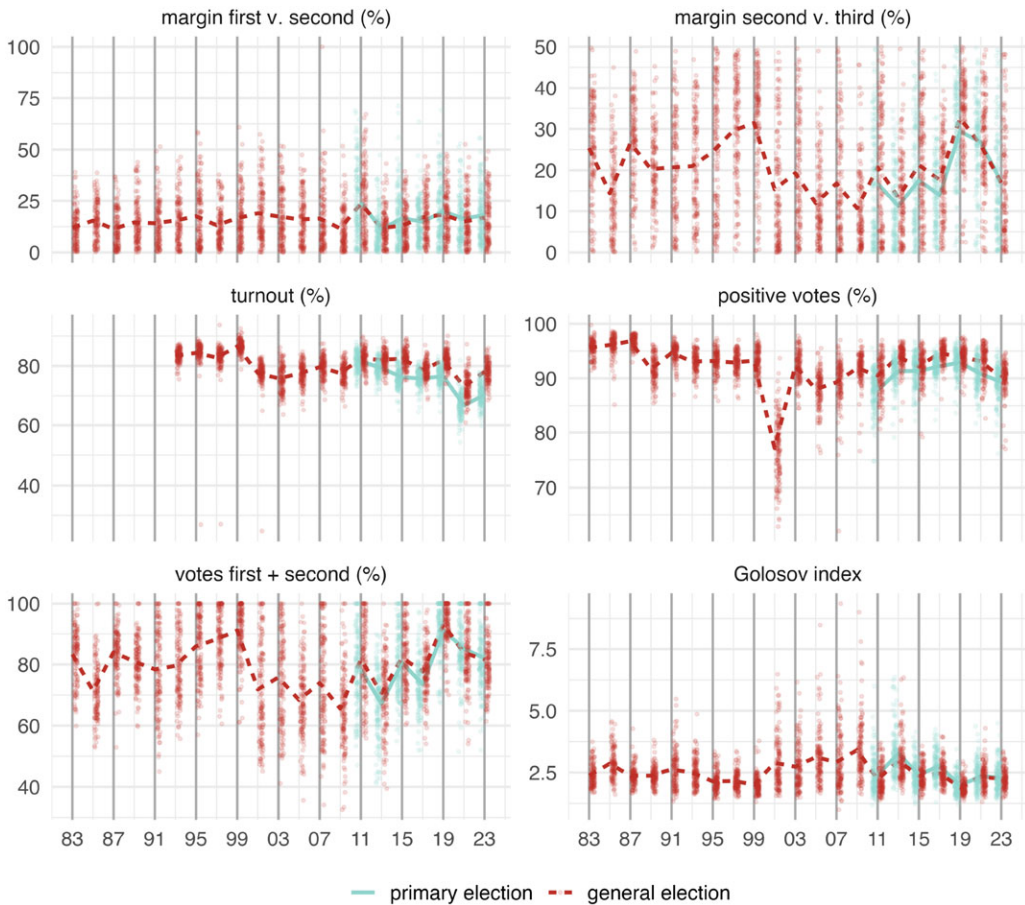 margin first v. second (%)
margin second v. third (%)
100
75
50
25
0
50
40
30
20
10
0
turnout (%)
positive votes (%)
80
60
40
100
90
80
70
votes first + second (%)
Golosov index
100
80
60
40
7.5
5.0
2.5
83 87 91 95 99 03 07 11 15 19 23
83 87 91 95 99 03 07 11 15 19 23
primary election general election